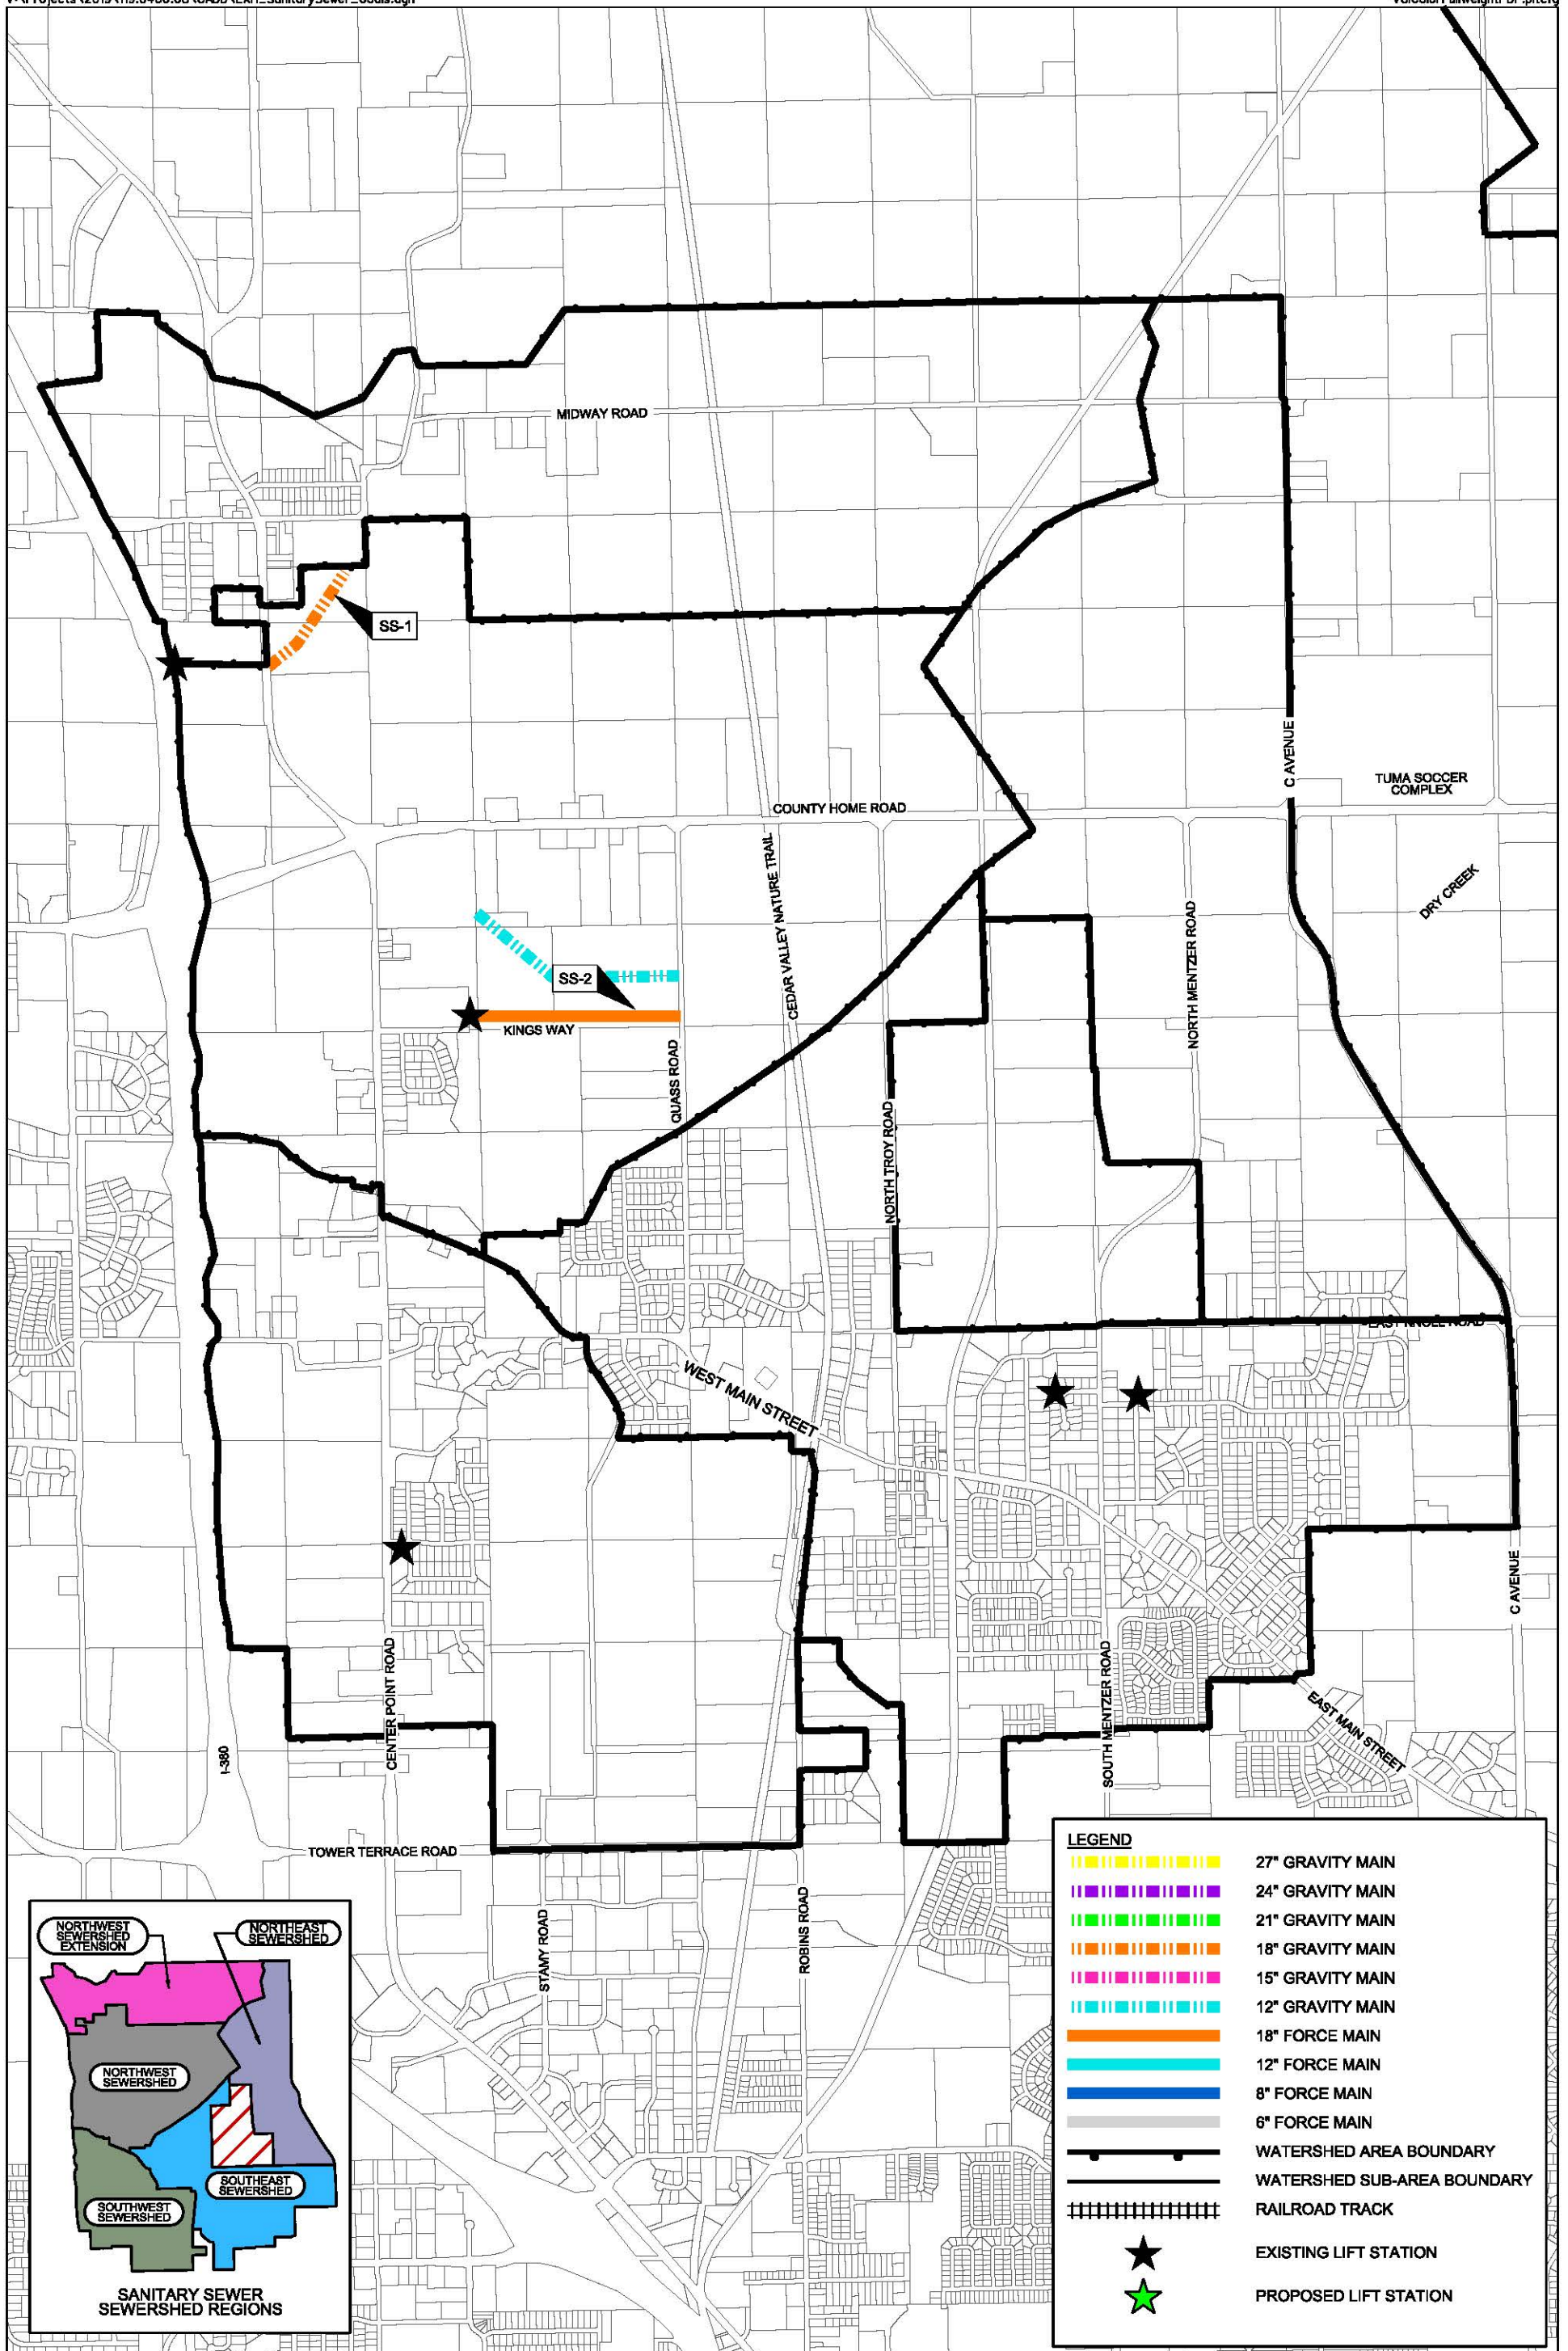 MIDWAY ROAD
SS-1
C AVENUE
TUMA SOCCER
COMPLEX
COUNTY HOME ROAD
CEDAR VALLEY NATURE TRAIL
DRY CREEK
NORTH MENTZER ROAD
SS-2
KINGS WAY
QUASS ROAD
NORTH TROY ROAD
EAST KNOLL ROAD
WEST MAIN STREET
C AVENUE
CENTER POINT ROAD
SOUTH MENTZER ROAD
EAST MAIN STREET
I-380
TOWER TERRACE ROAD
STAMY ROAD
ROBINS ROAD
LEGEND
27" GRAVITY MAIN
24" GRAVITY MAIN
21" GRAVITY MAIN
18" GRAVITY MAIN
15" GRAVITY MAIN
12" GRAVITY MAIN
18" FORCE MAIN
12" FORCE MAIN
8" FORCE MAIN
6" FORCE MAIN
WATERSHED AREA BOUNDARY
WATERSHED SUB-AREA BOUNDARY
RAILROAD TRACK
EXISTING LIFT STATION
PROPOSED LIFT STATION
NORTHWEST
SEWERSHED
EXTENSION
NORTHEAST
SEWERSHED
NORTHWEST
SEWERSHED
SOUTHEAST
SEWERSHED
SOUTHWEST
SEWERSHED
SANITARY SEWER
SEWERSHED REGIONS